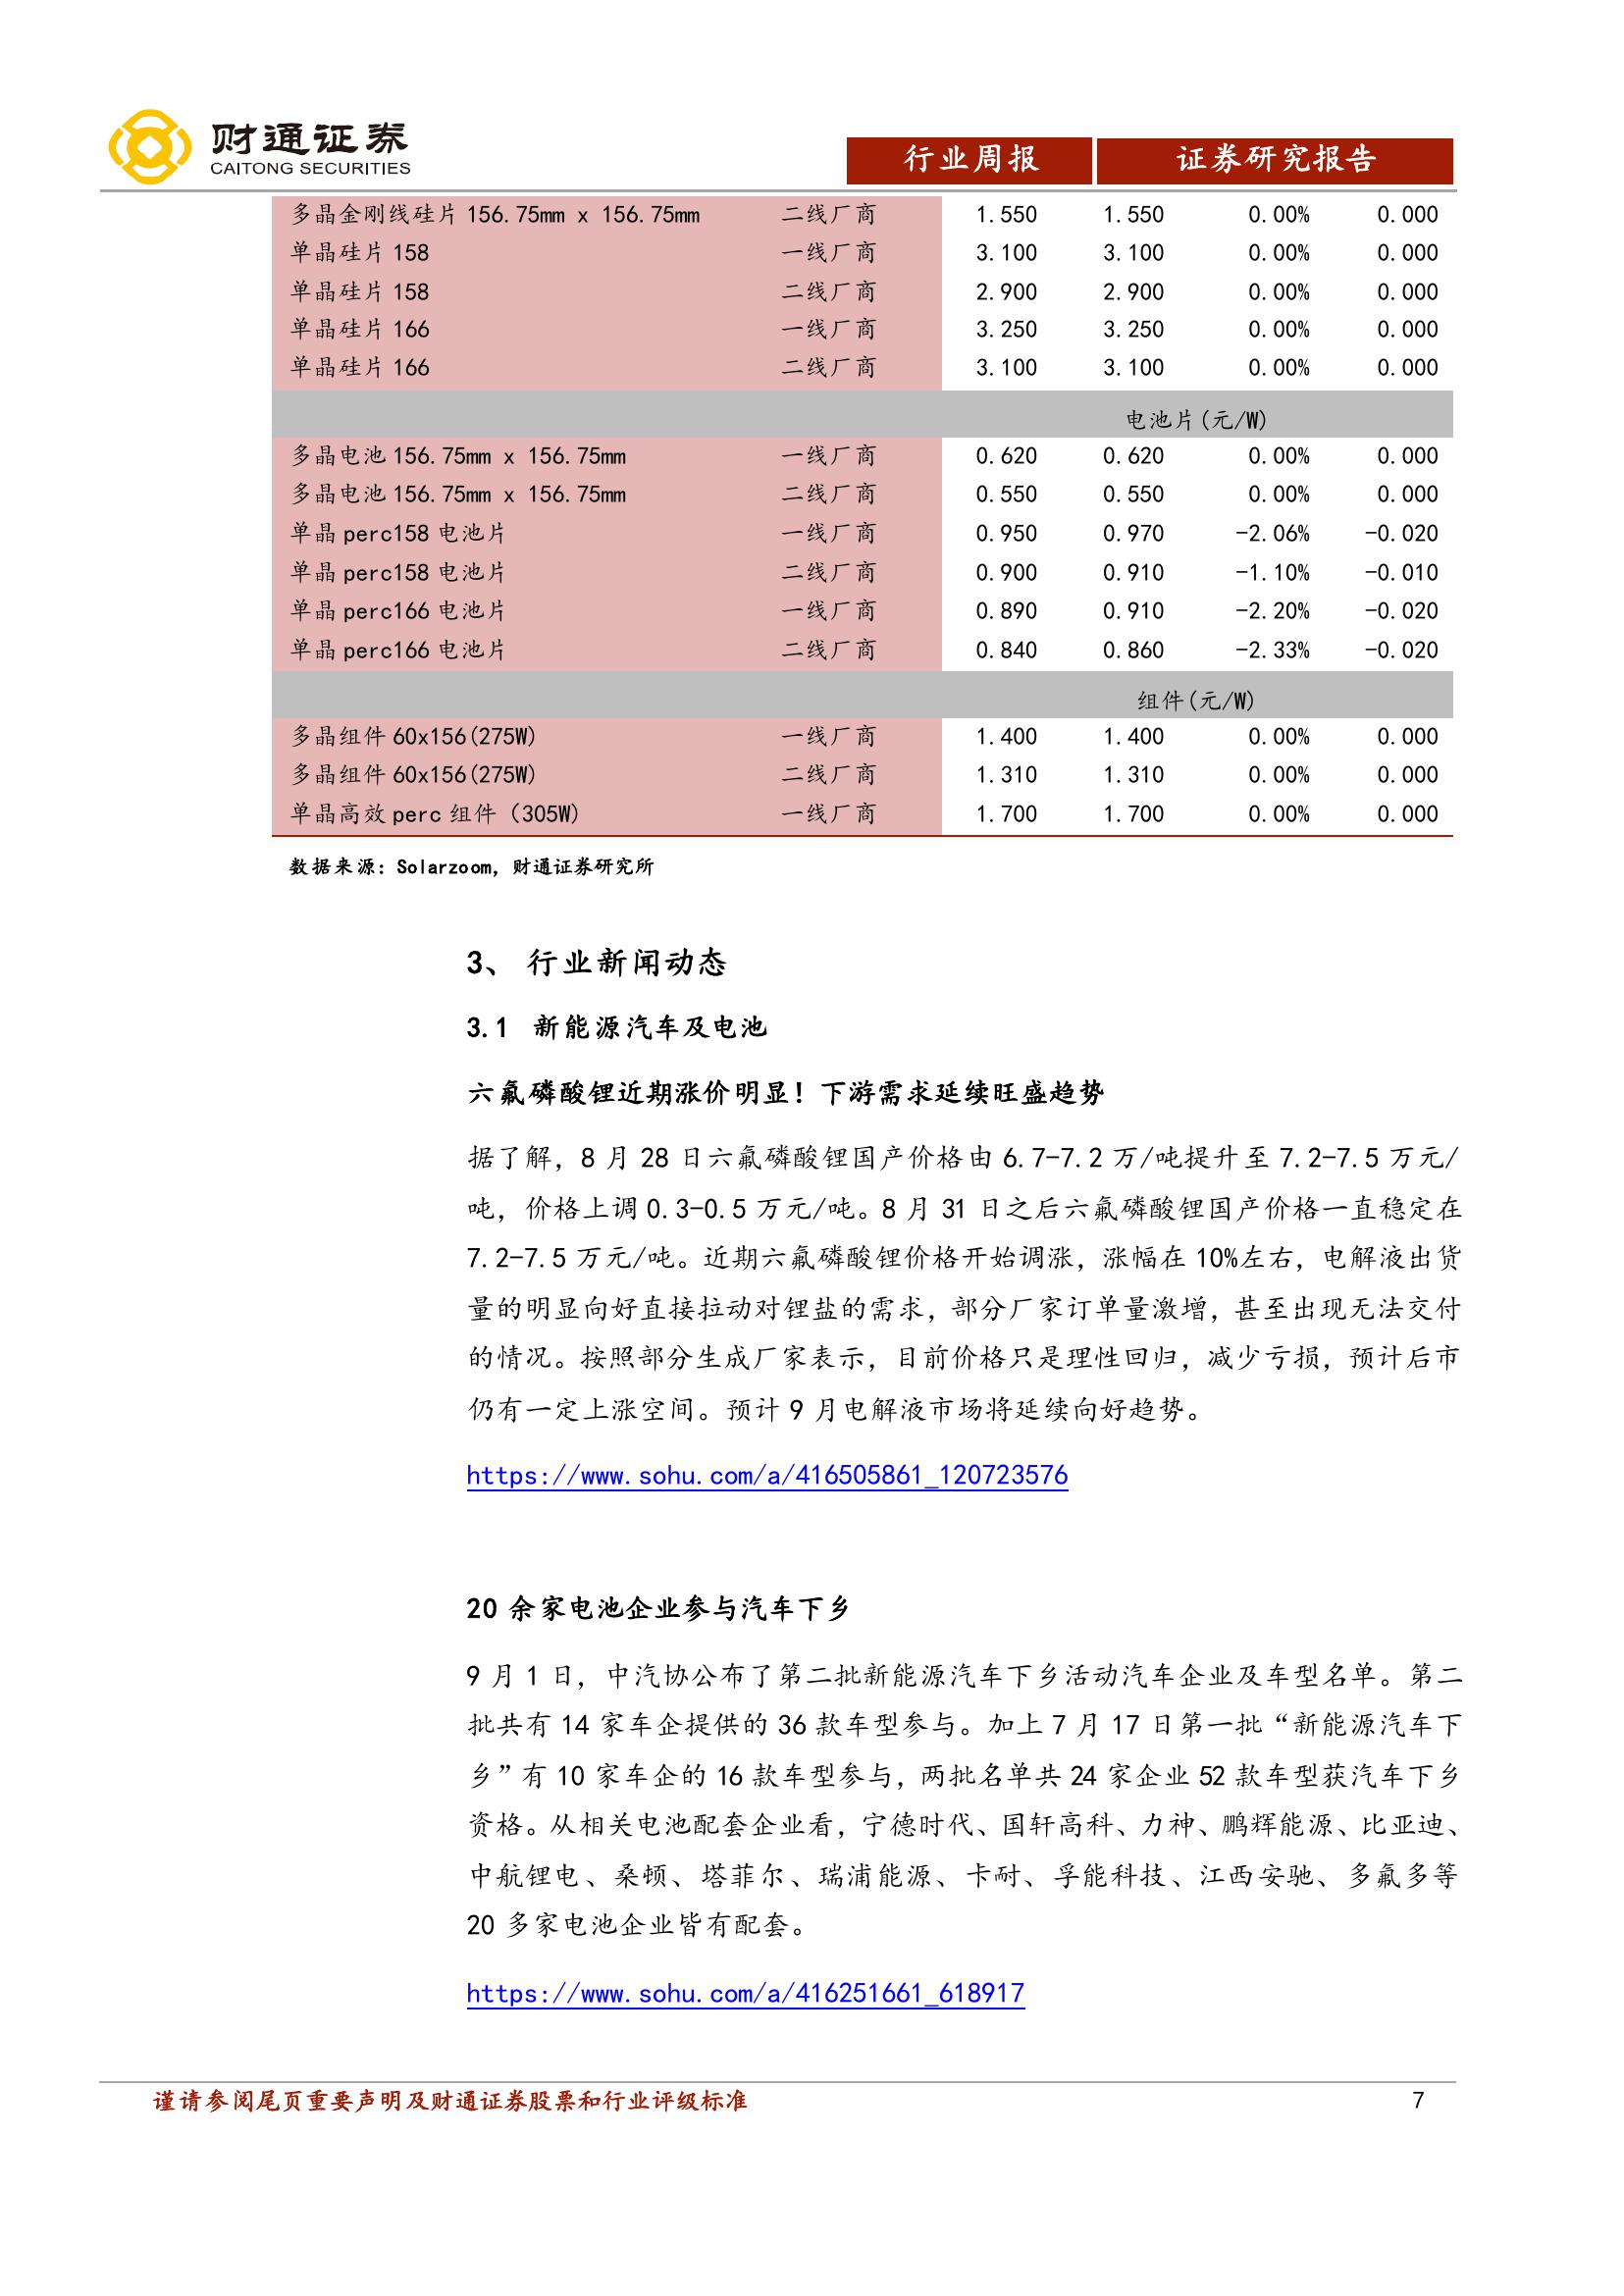 财通证券
CAITONG SECURITIES
行业周报 证券研究报告
多晶金刚线硅片 156.75mm x 156.75mm 二线厂商 1.550 1.550 0.00% 0.000
单晶硅片 158 一线厂商 3.100 3.100 0.00% 0.000
单晶硅片 158 二线厂商 2.900 2.900 0.00% 0.000
单晶硅片 166 一线厂商 3.250 3.250 0.00% 0.000
单晶硅片 166 二线厂商 3.100 3.100 0.00% 0.000
电池片(元/W)
多晶电池 156.75mm x 156.75mm 一线厂商 0.620 0.620 0.00% 0.000
多晶电池 156.75mm x 156.75mm 二线厂商 0.550 0.550 0.00% 0.000
单晶 perc158 电池片 一线厂商 0.950 0.970 -2.06% -0.020
单晶 perc158 电池片 二线厂商 0.900 0.910 -1.10% -0.010
单晶 perc166 电池片 一线厂商 0.890 0.910 -2.20% -0.020
单晶 perc166 电池片 二线厂商 0.840 0.860 -2.33% -0.020
组件(元/W)
多晶组件 60x156(275W) 一线厂商 1.400 1.400 0.00% 0.000
多晶组件 60x156(275W) 二线厂商 1.310 1.310 0.00% 0.000
单晶高效 perc 组件（305W） 一线厂商 1.700 1.700 0.00% 0.000
数据来源：Solarzoom，财通证券研究所
3、 行业新闻动态
3.1 新能源汽车及电池
六氟磷酸锂近期涨价明显！下游需求延续旺盛趋势
据了解，8 月 28 日六氟磷酸锂国产价格由 6.7-7.2 万/吨提升至 7.2-7.5 万元/
吨，价格上调 0.3-0.5 万元/吨。8 月 31 日之后六氟磷酸锂国产价格一直稳定在
7.2-7.5 万元/吨。近期六氟磷酸锂价格开始调涨，涨幅在 10%左右，电解液出货
量的明显向好直接拉动对锂盐的需求，部分厂家订单量激增，甚至出现无法交付
的情况。按照部分生成厂家表示，目前价格只是理性回归，减少亏损，预计后市
仍有一定上涨空间。预计 9 月电解液市场将延续向好趋势。
https://www.sohu.com/a/416505861_120723576
20 余家电池企业参与汽车下乡
9 月 1 日，中汽协公布了第二批新能源汽车下乡活动汽车企业及车型名单。第二
批共有 14 家车企提供的 36 款车型参与。加上 7 月 17 日第一批“新能源汽车下
乡”有 10 家车企的 16 款车型参与，两批名单共 24 家企业 52 款车型获汽车下乡
资格。从相关电池配套企业看，宁德时代、国轩高科、力神、鹏辉能源、比亚迪、
中航锂电、桑顿、塔菲尔、瑞浦能源、卡耐、孚能科技、江西安驰、多氟多等
20 多家电池企业皆有配套。
https://www.sohu.com/a/416251661_618917
谨请参阅尾页重要声明及财通证券股票和行业评级标准 7